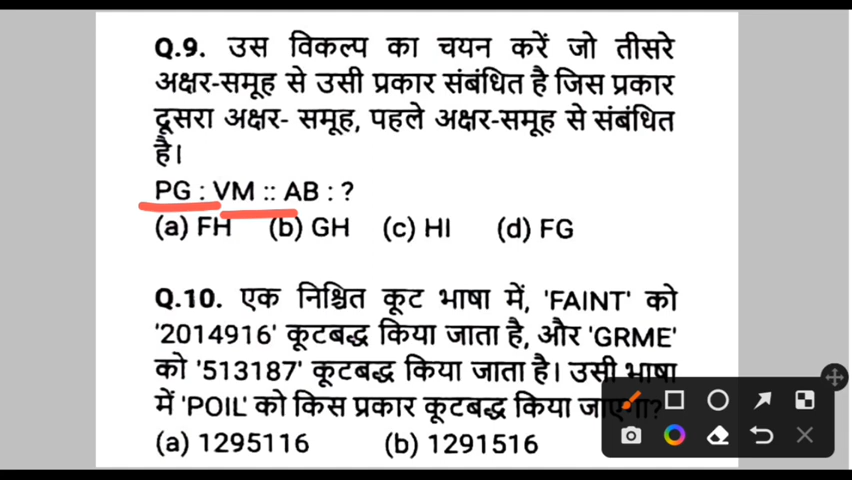 Q.9. उस विकल्प का चयन करें जो तीसरे
अक्षर-समूह से उसी प्रकार संबंधित है जिस प्रकार
दूसरा अक्षर- समूह, पहले अक्षर-समूह से संबंधित
है।
PG : VM :: AB : ?
(a) FH (b) GH (c) HI (d) FG
Q.10. एक निश्चित कूट भाषा में, 'FAINT' को
'2014916' कूटबद्ध किया जाता है, और 'GRME'
को '513187' कूटबद्ध किया जाता है। उसी भाषा
में 'POIL' को किस प्रकार कूटबद्ध किया जाएगा?
(a) 1295116 (b) 1291516